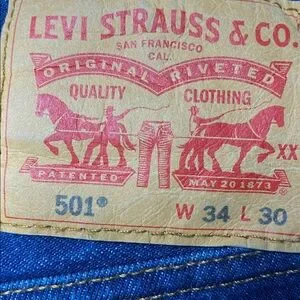 LEVI STRAUSS & CO.
SAN FRANCISCO
CAL.
ORIGINAL RIVETED
QUALITY CLOTHING
XX
PATENTED MAY 20 1873
501® W 34 L 30